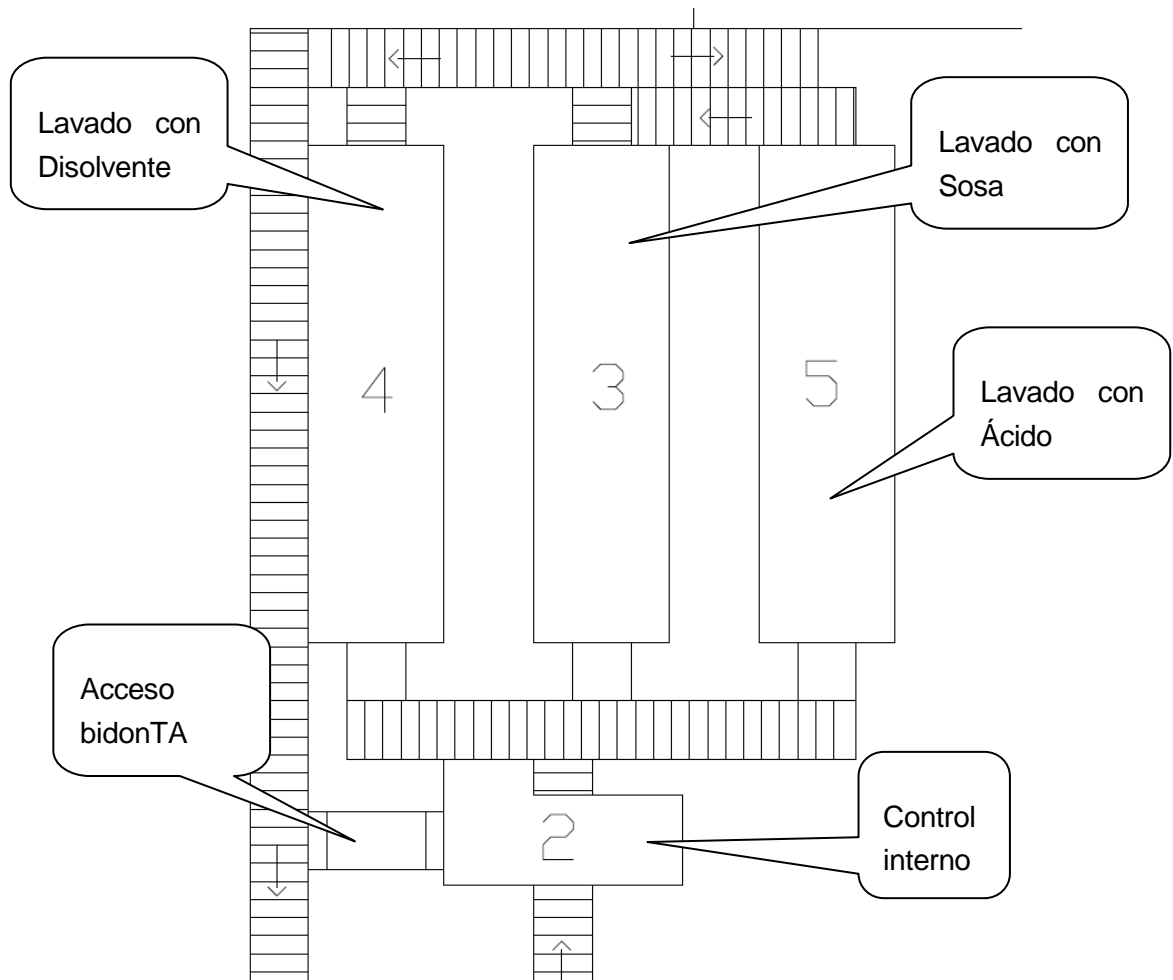 Lavado con
Disolvente
Lavado con
Sosa
4
3
5
Lavado con
Ácido
Acceso
bidonTA
2
Control
interno